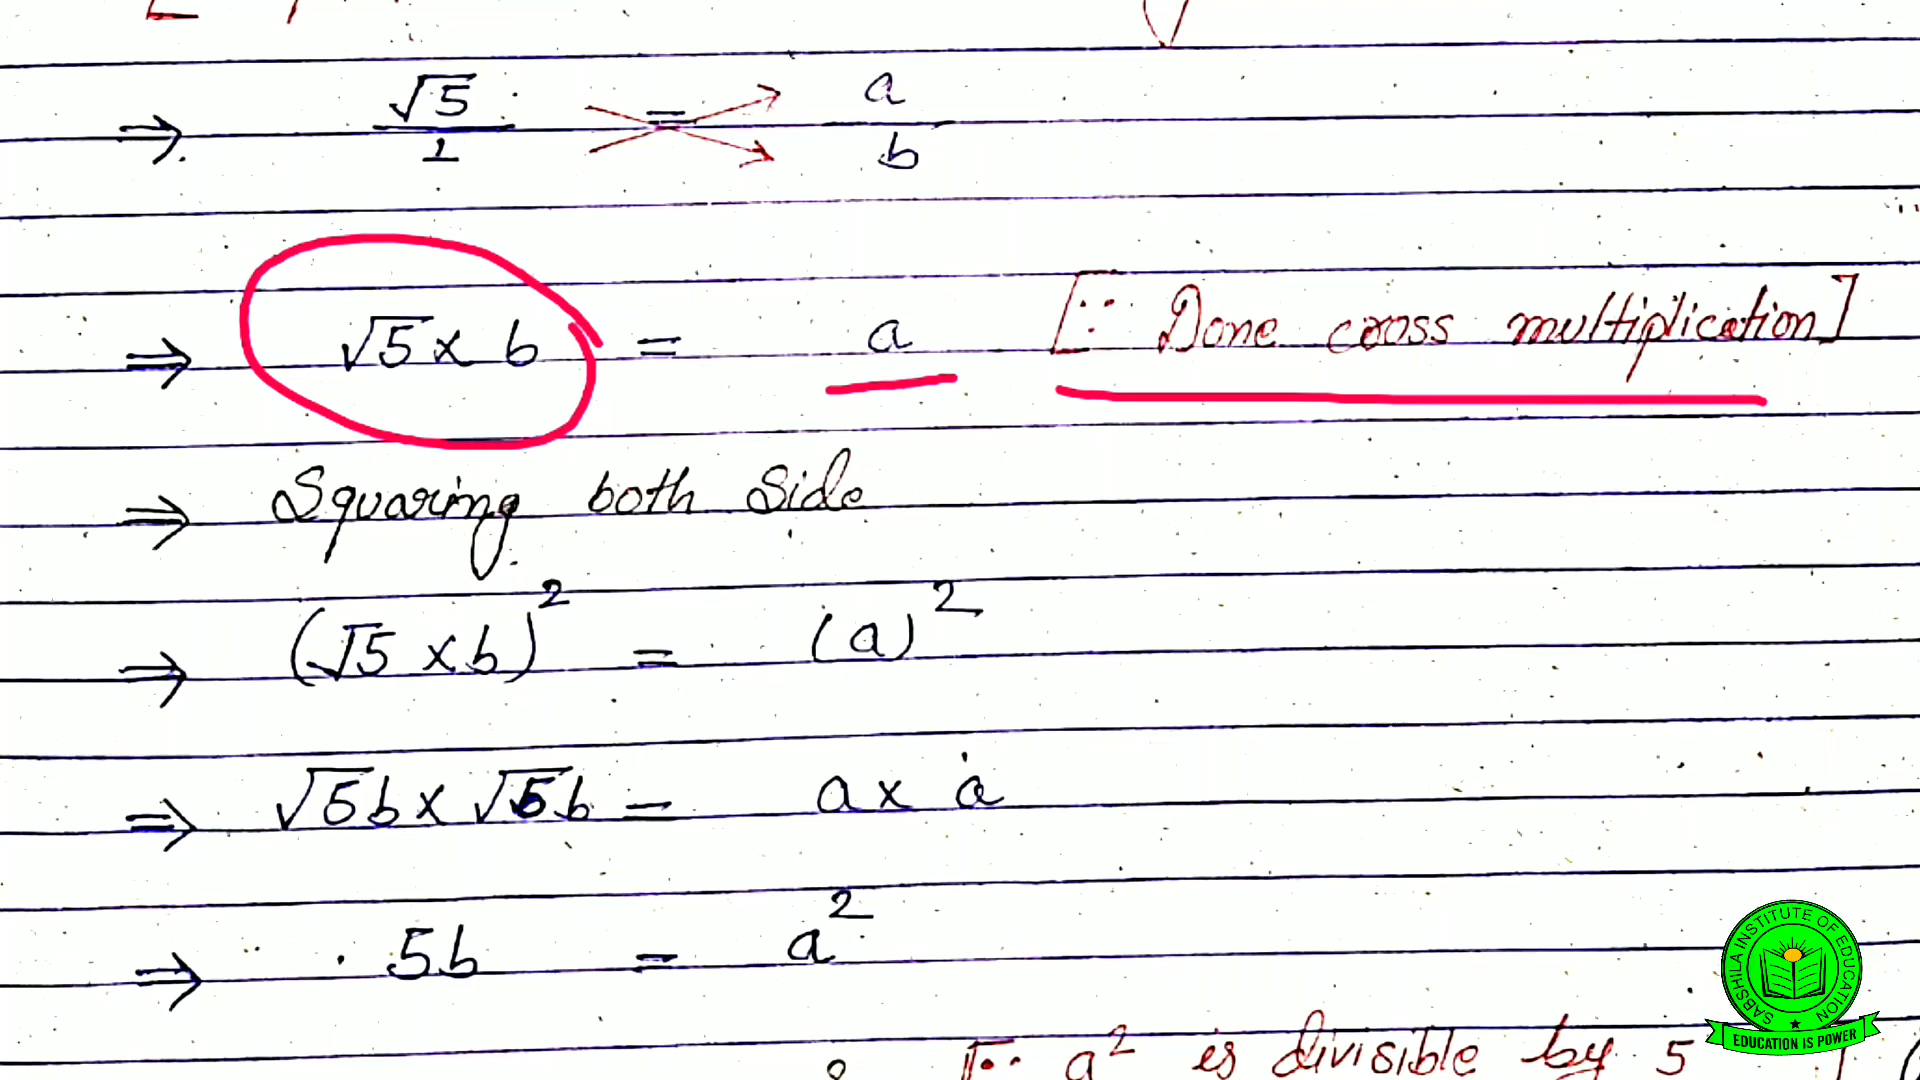 ⇒ √5/1 = a/b
⇒ √5 × b = a [∵ Done cross multiplication]
⇒ Squaring both side
⇒ (√5 × b)² = (a)²
⇒ √5b × √5b = a × a
⇒ 5b = a²
[∵ a² is divisible by 5
SABSHILA INSTITUTE OF EDUCATION
EDUCATION IS POWER